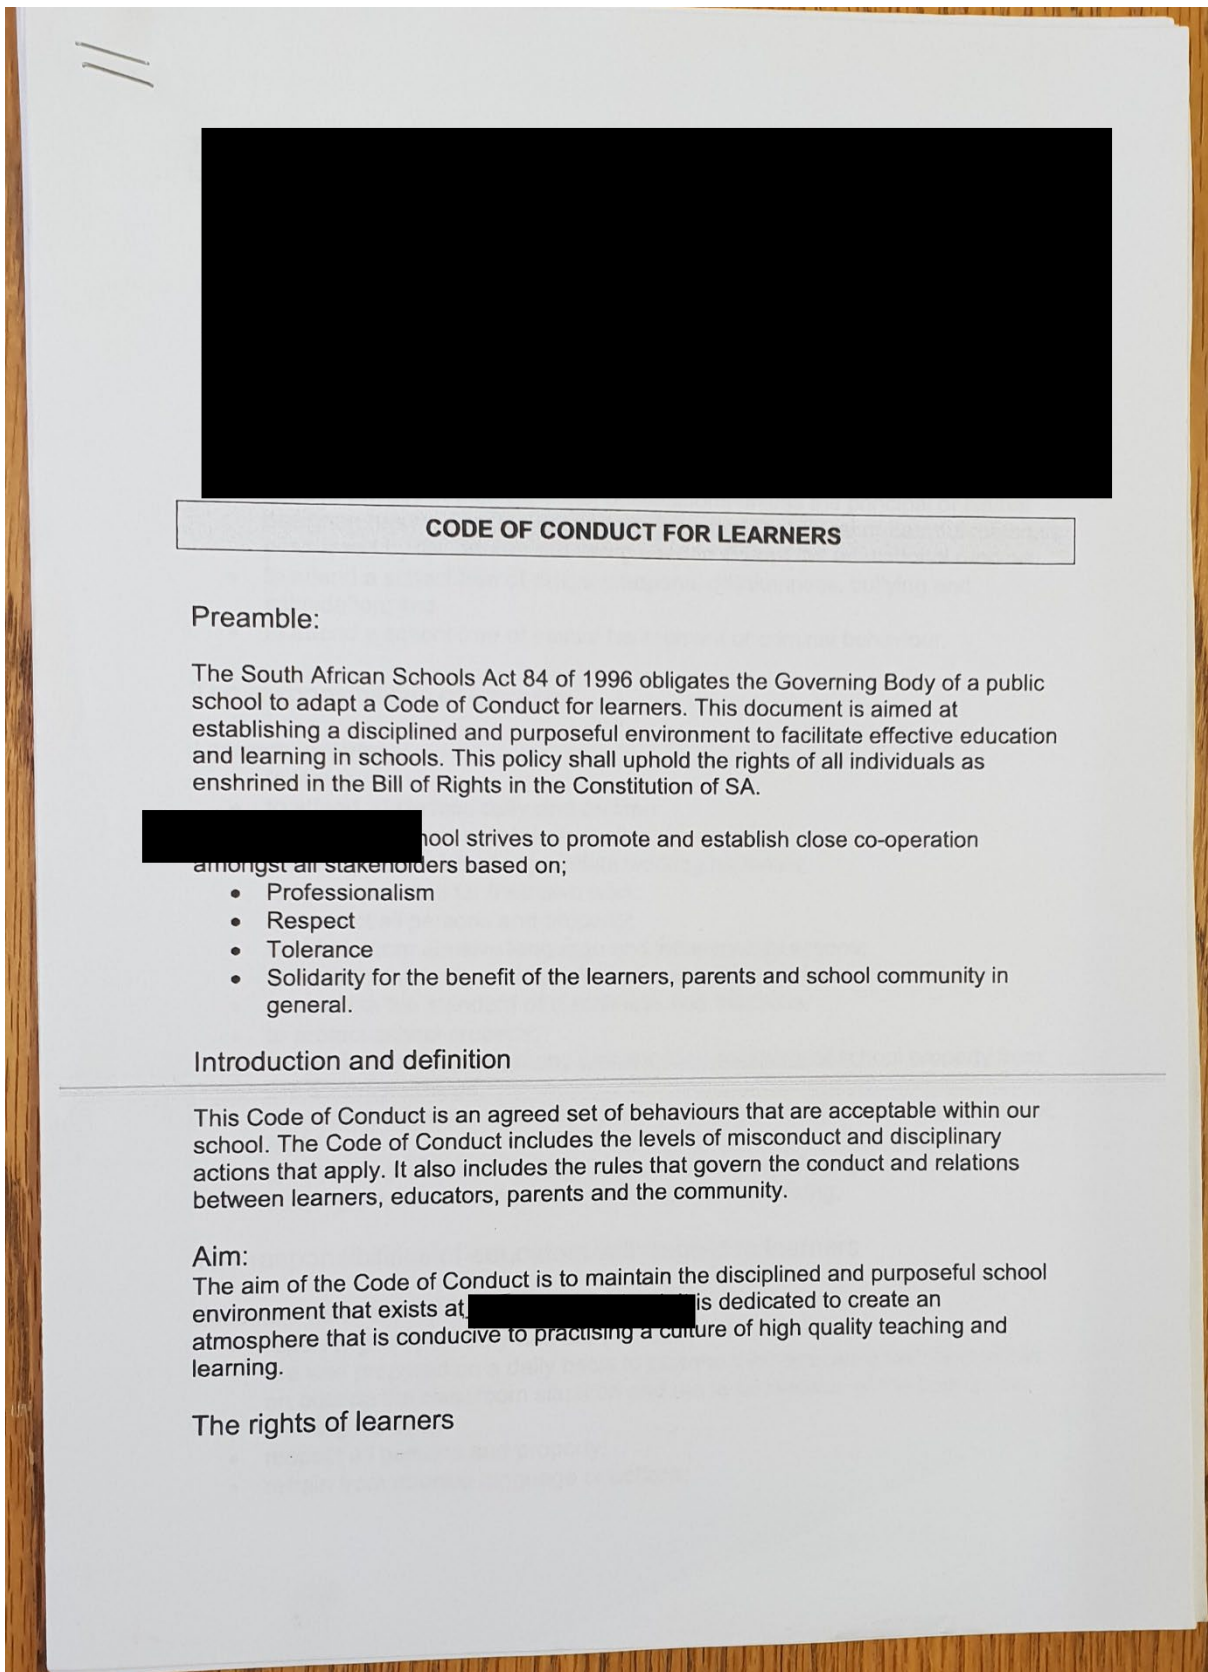 CODE OF CONDUCT FOR LEARNERS
Preamble:
The South African Schools Act 84 of 1996 obligates the Governing Body of a public
school to adapt a Code of Conduct for learners. This document is aimed at
establishing a disciplined and purposeful environment to facilitate effective education
and learning in schools. This policy shall uphold the rights of all individuals as
enshrined in the Bill of Rights in the Constitution of SA.
hool strives to promote and establish close co-operation
amongst all stakeholders based on;
• Professionalism
• Respect
• Tolerance
• Solidarity for the benefit of the learners, parents and school community in
general.
Introduction and definition
This Code of Conduct is an agreed set of behaviours that are acceptable within our
school. The Code of Conduct includes the levels of misconduct and disciplinary
actions that apply. It also includes the rules that govern the conduct and relations
between learners, educators, parents and the community.
Aim:
The aim of the Code of Conduct is to maintain the disciplined and purposeful school
environment that exists at is dedicated to create an
atmosphere that is conducive to practising a culture of high quality teaching and
learning.
The rights of learners